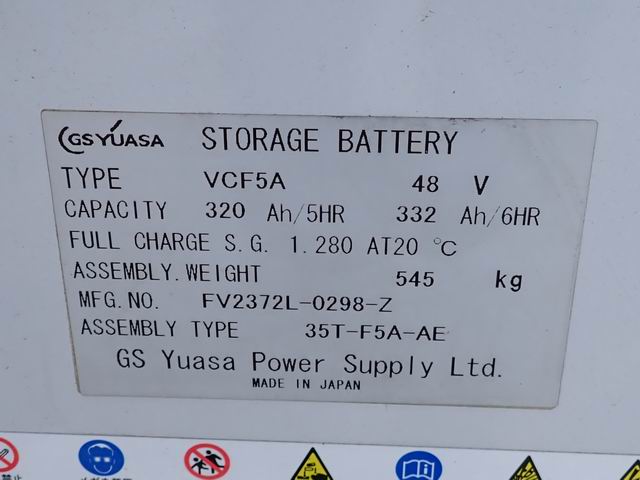 GS YUASA STORAGE BATTERY
TYPE VCF5A 48 V
CAPACITY 320 Ah/5HR 332 Ah/6HR
FULL CHARGE S.G. 1.280 AT20 ℃
ASSEMBLY.WEIGHT 545 kg
MFG.NO. FV2372L-0298-Z
ASSEMBLY TYPE 35T-F5A-AE
GS Yuasa Power Supply Ltd.
MADE IN JAPAN